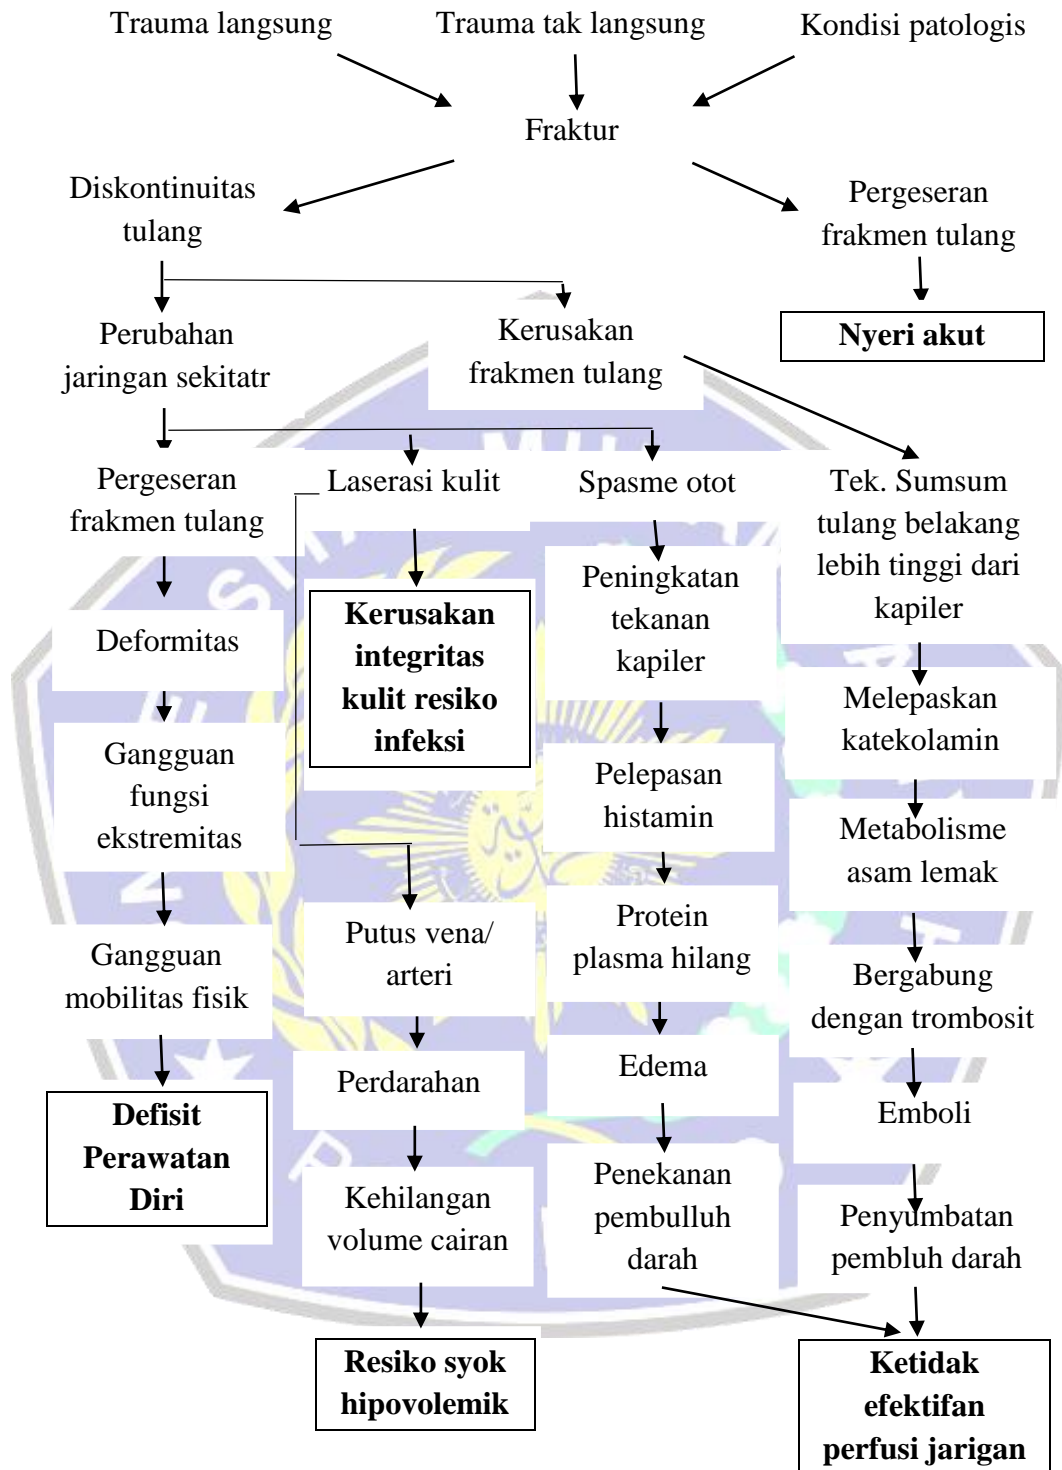 Trauma langsung
Trauma tak langsung
Kondisi patologis
Fraktur
Diskontinuitas
tulang
Pergeseran
frakmen tulang
Nyeri akut
Perubahan
jaringan sekitatr
Kerusakan
frakmen tulang
Pergeseran
frakmen tulang
Laserasi kulit
Spasme otot
Tek. Sumsum
tulang belakang
lebih tinggi dari
kapiler
Deformitas
Kerusakan
integritas
kulit resiko
infeksi
Peningkatan
tekanan
kapiler
Melepaskan
katekolamin
Gangguan
fungsi
ekstremitas
Pelepasan
histamin
Metabolisme
asam lemak
Gangguan
mobilitas fisik
Putus vena/
arteri
Protein
plasma hilang
Bergabung
dengan trombosit
Defisit
Perawatan
Diri
Perdarahan
Edema
Emboli
Kehilangan
volume cairan
Penekanan
pembulluh
darah
Penyumbatan
pembluh darah
Resiko syok
hipovolemik
Ketidak
efektifan
perfusi jarigan